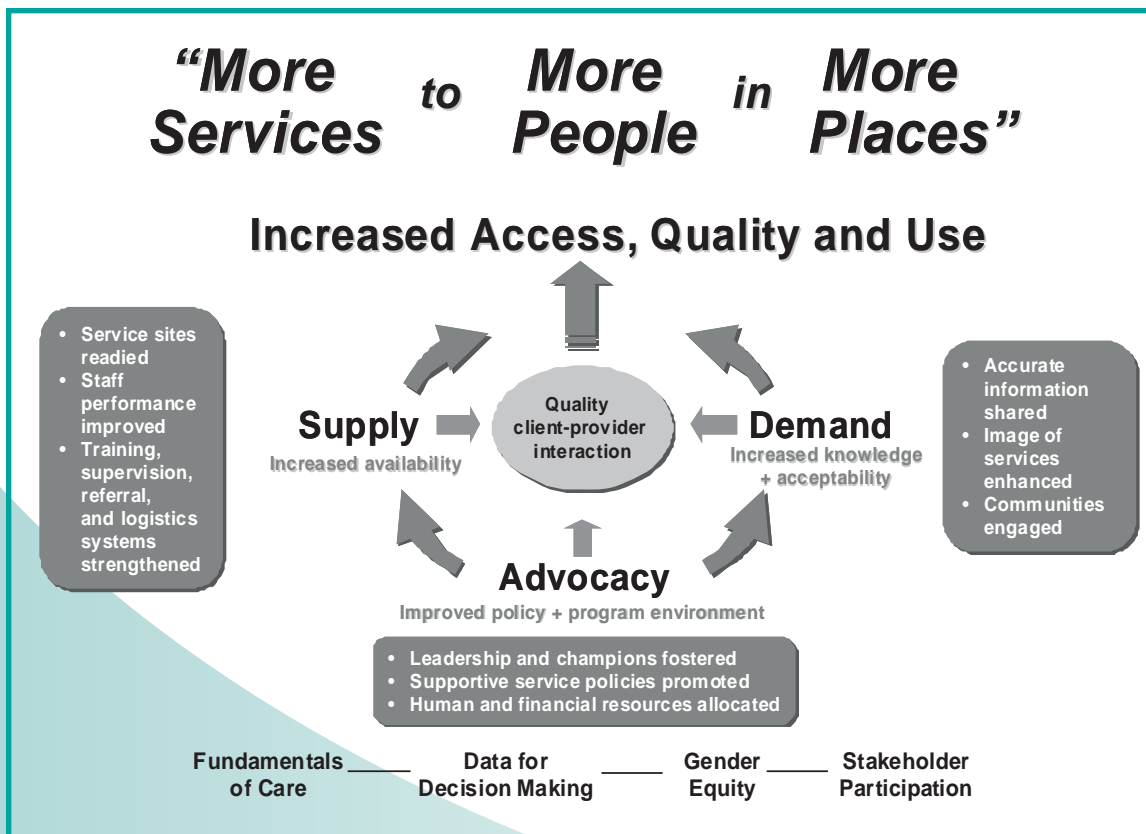 “More Services to More People in More Places”
Increased Access, Quality and Use
• Service sites
readied
• Staff
performance
improved
• Training,
supervision,
referral,
and logistics
systems
strengthened
Supply
Increased availability
Quality
client-provider
interaction
Demand
Increased knowledge
+ acceptability
• Accurate
information
shared
• Image of
services
enhanced
• Communities
engaged
Advocacy
Improved policy + program environment
• Leadership and champions fostered
• Supportive service policies promoted
• Human and financial resources allocated
Fundamentals
of Care
Data for
Decision Making
Gender
Equity
Stakeholder
Participation